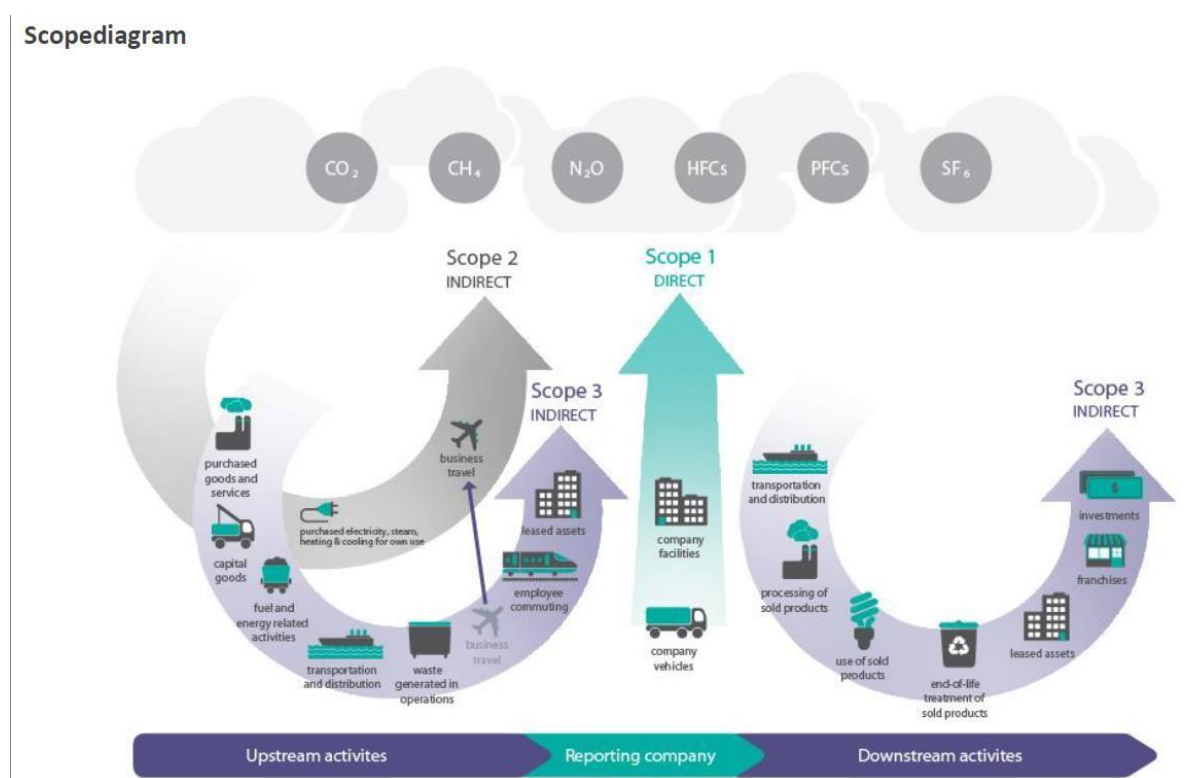 Scopediagram
CO₂
CH₄
N₂O
HFCs
PFCs
SF₆
Scope 2
INDIRECT
Scope 1
DIRECT
Scope 3
INDIRECT
Scope 3
INDIRECT
purchased
goods and
services
capital
goods
fuel and
energy related
activities
purchased electricity, steam,
heating & cooling for own use
transportation
and distribution
waste
generated in
operations
business
travel
business
travel
employee
commuting
leased assets
company
facilities
company
vehicles
transportation
and distribution
processing of
sold products
use of sold
products
end-of-life
treatment of
sold products
leased assets
franchises
investments
$
Upstream activites
Reporting company
Downstream activites